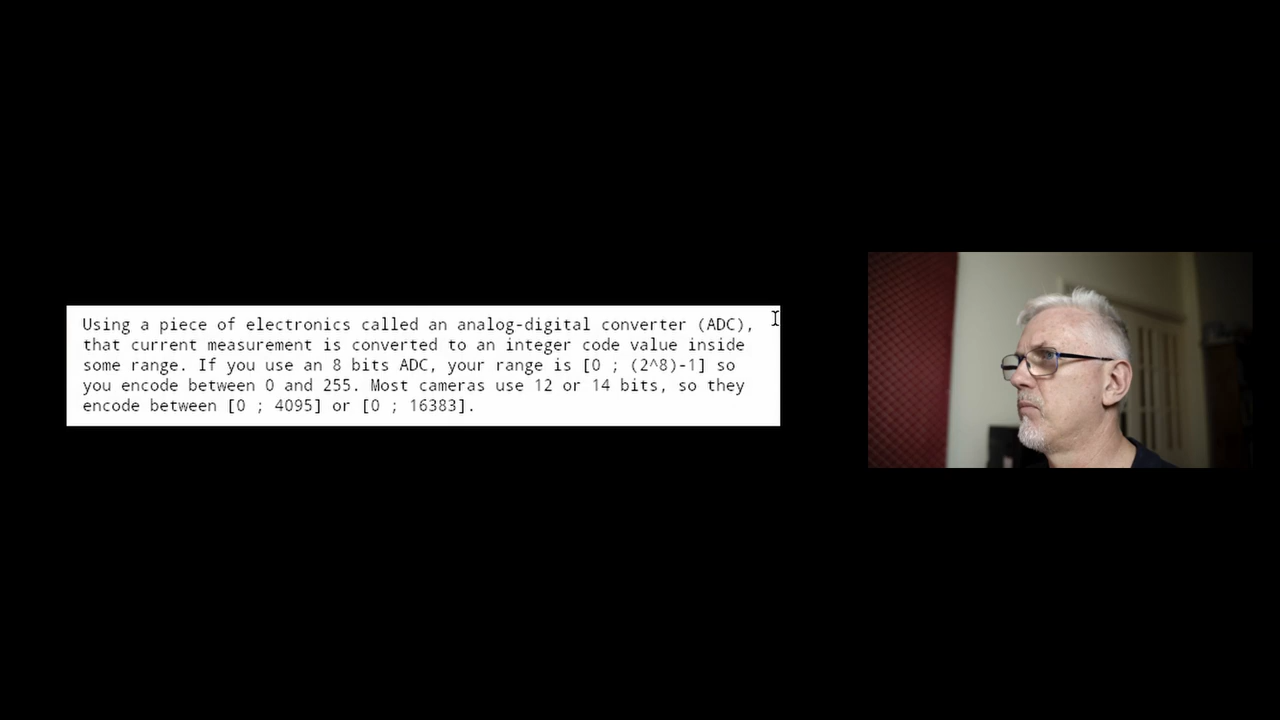 Using a piece of electronics called an analog-digital converter (ADC),
that current measurement is converted to an integer code value inside
some range. If you use an 8 bits ADC, your range is [0 ; (2^8)-1] so
you encode between 0 and 255. Most cameras use 12 or 14 bits, so they
encode between [0 ; 4095] or [0 ; 16383].